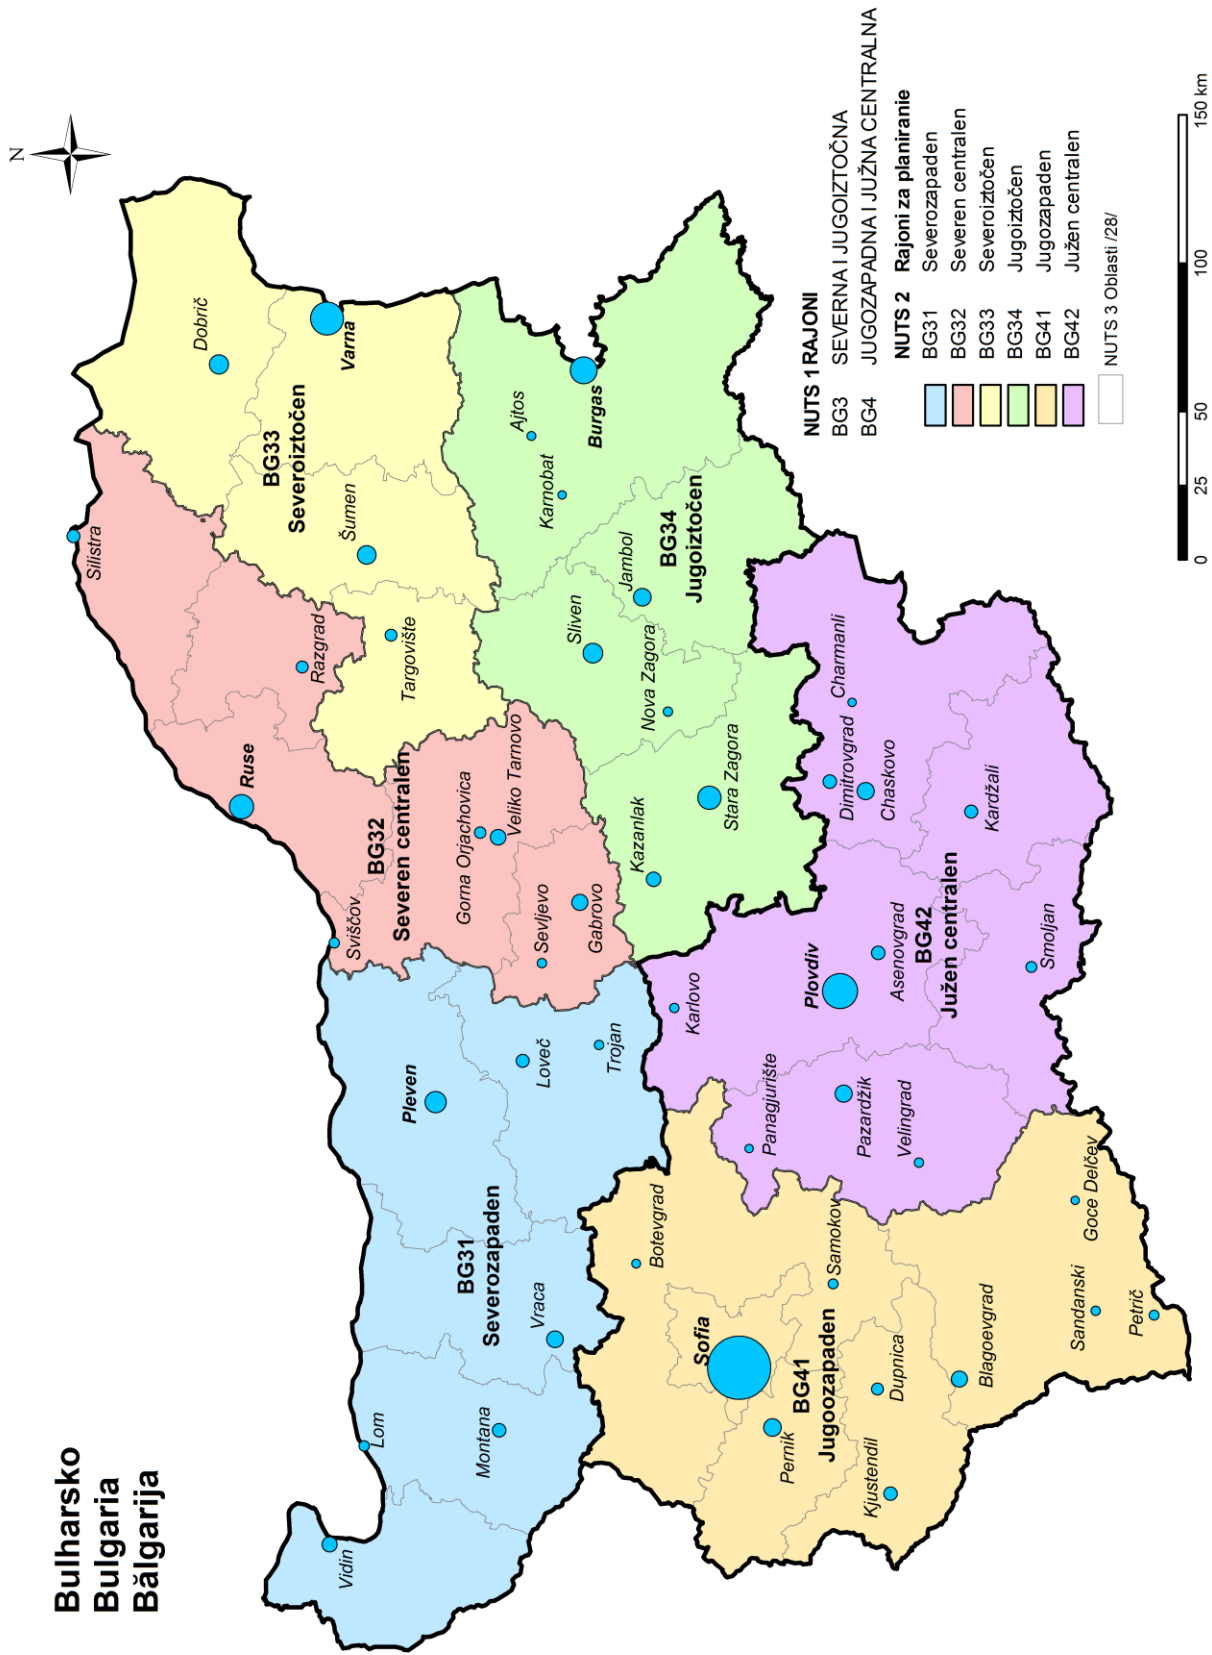 Bulharsko
Bulgaria
Bălgarija
N
Vidin
Lom
Montana
Vraca
BG31
Severozapaden
Pleven
Loveč
Trojan
Sviščov
Ruse
BG32
Severen centralen
Gorna Orjachovica
Veliko Tarnovo
Sevljevo
Gabrovo
Razgrad
Silistra
Dobrič
Varna
BG33
Severoiztočen
Šumen
Targovište
Ajtos
Karnobat
Burgas
Sliven
Jambol
BG34
Jugoiztočen
Nova Zagora
Stara Zagora
Kazanlak
Botevgrad
Sofia
BG41
Jugoozapaden
Pernik
Samokov
Kjustendil
Dupnica
Blagoevgrad
Sandanski
Petrič
Goce Delčev
Panagjurište
Karlovo
Plovdiv
Pazardžik
Velingrad
Asenovgrad
BG42
Južen centralen
Smoljan
Dimitrovgrad
Charmanli
Chaskovo
Kardžali
NUTS 1 RAJONI
BG3 SEVERNA I JUGOIZTOČNA
BG4 JUGOZAPADNA I JUŽNA CENTRALNA
NUTS 2 Rajoni za planiranie
BG31 Severozapaden
BG32 Severen centralen
BG33 Severoiztočen
BG34 Jugoiztočen
BG41 Jugozapaden
BG42 Južen centralen
NUTS 3 Oblasti /28/
0 25 50 100 150 km